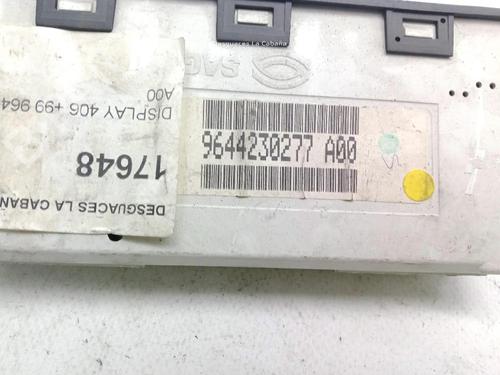 Desguaces La Cabaña
SAG
9644230277 A00
DISPLAY 406 +99 964
A00
17648
DESGUACES LA CABAN